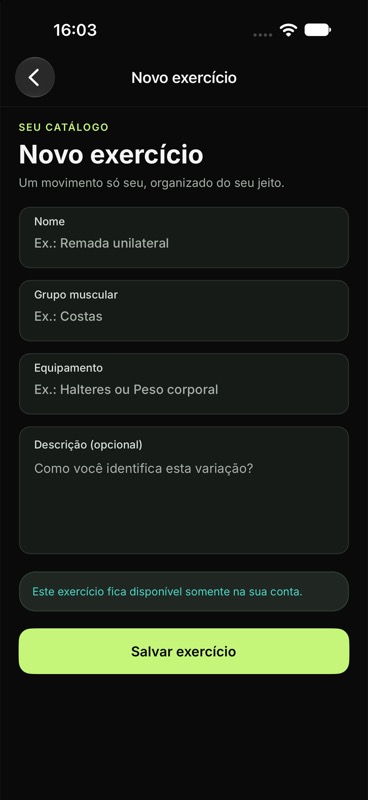 16:03
Novo exercício
SEU CATÁLOGO
Novo exercício
Um movimento só seu, organizado do seu jeito.
Nome
Ex.: Remada unilateral
Grupo muscular
Ex.: Costas
Equipamento
Ex.: Halteres ou Peso corporal
Descrição (opcional)
Como você identifica esta variação?
Este exercício fica disponível somente na sua conta.
Salvar exercício